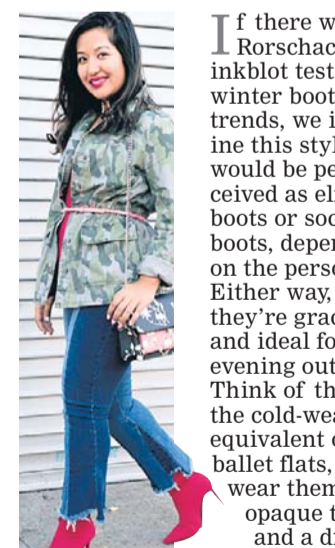 If there w
Rorschac
inkblot test
winter boot
trends, we i
ine this styl
would be pe
ceived as el
boots or soc
boots, depe
on the perso
Either way,
they’re grac
and ideal fo
evening out
Think of th
the cold-wea
equivalent o
ballet flats,
wear them
opaque t
and a d